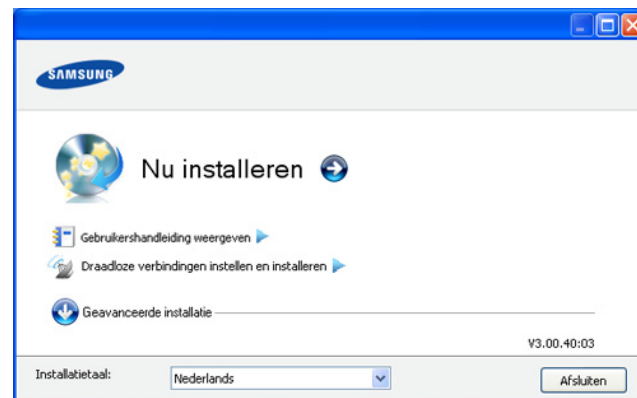 SAMSUNG
Nu installeren
Gebruikershandleiding weergeven
Draadloze verbindingen instellen en installeren
Geavanceerde installatie
V3.00.40:03
Installatietaal: Nederlands Afsluiten